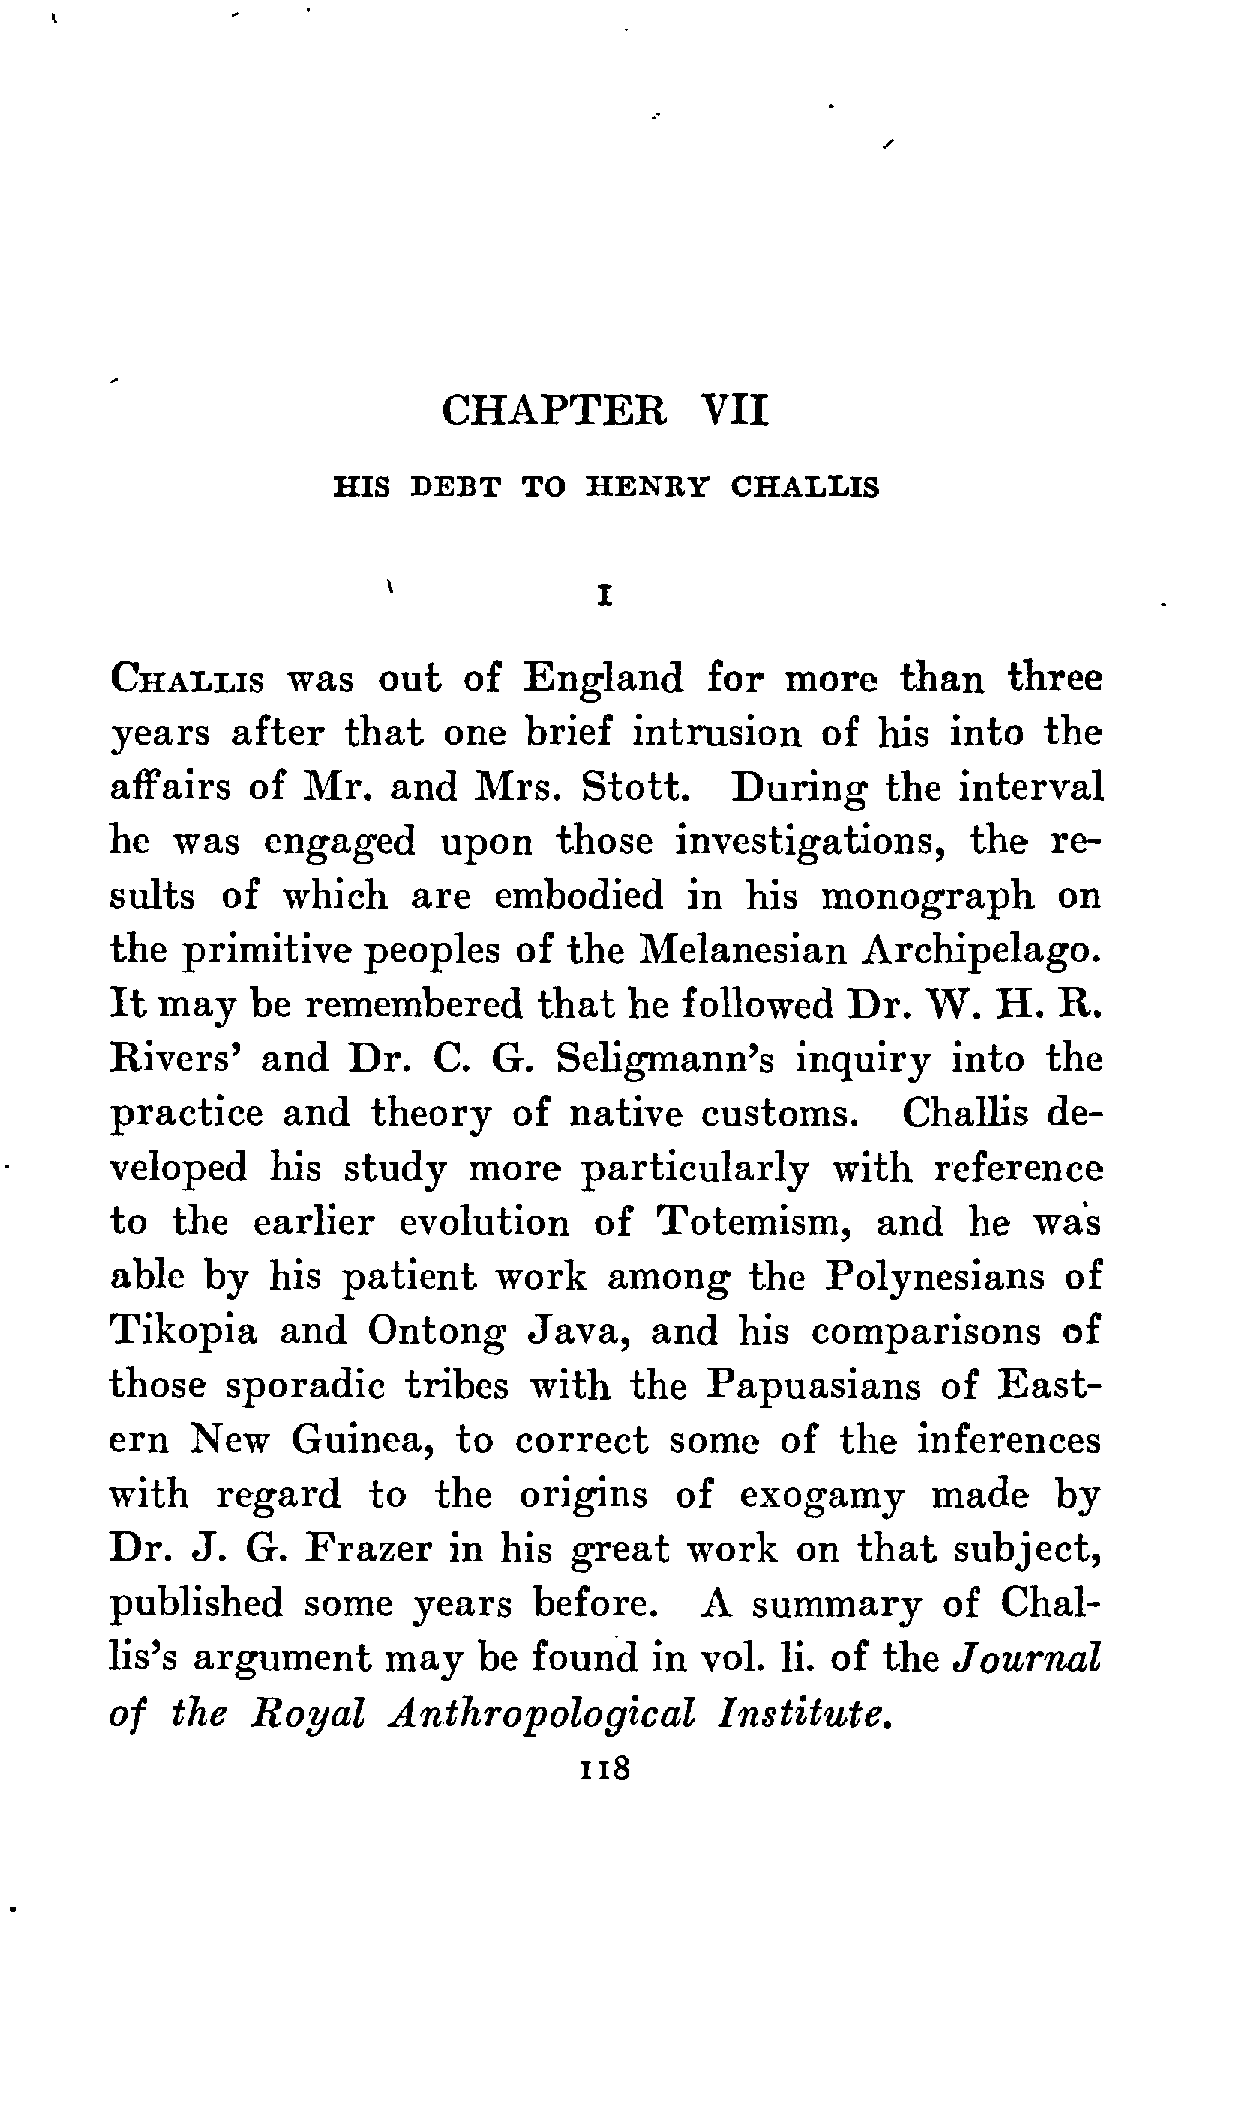 CHAPTER VII
HIS DEBT TO HENRY CHALLIS
I
CHALLIS was out of England for more than three
years after that one brief intrusion of his into the
affairs of Mr. and Mrs. Stott. During the interval
he was engaged upon those investigations, the re-
sults of which are embodied in his monograph on
the primitive peoples of the Melanesian Archipelago.
It may be remembered that he followed Dr. W. H. R.
Rivers’ and Dr. C. G. Seligmann’s inquiry into the
practice and theory of native customs. Challis de-
veloped his study more particularly with reference
to the earlier evolution of Totemism, and he was
able by his patient work among the Polynesians of
Tikopia and Ontong Java, and his comparisons of
those sporadic tribes with the Papuasians of East-
ern New Guinea, to correct some of the inferences
with regard to the origins of exogamy made by
Dr. J. G. Frazer in his great work on that subject,
published some years before. A summary of Chal-
lis’s argument may be found in vol. li. of the Journal
of the Royal Anthropological Institute.
118